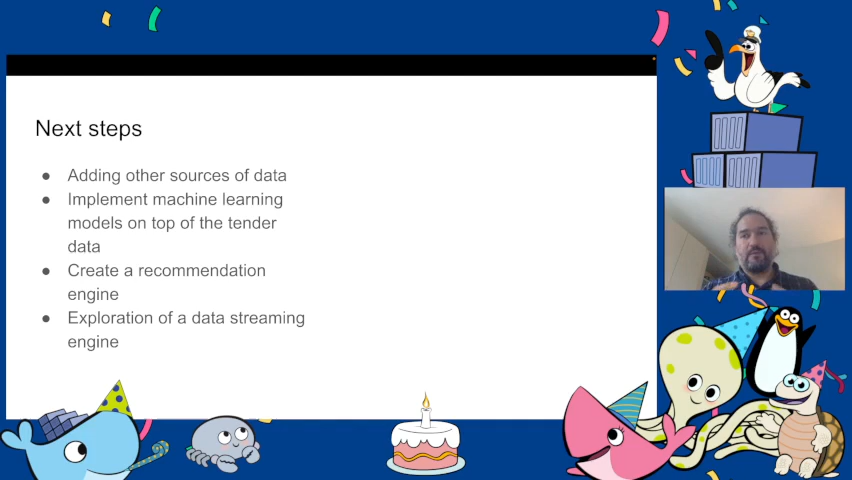 Next steps
● Adding other sources of data
● Implement machine learning
models on top of the tender
data
● Create a recommendation
engine
● Exploration of a data streaming
engine